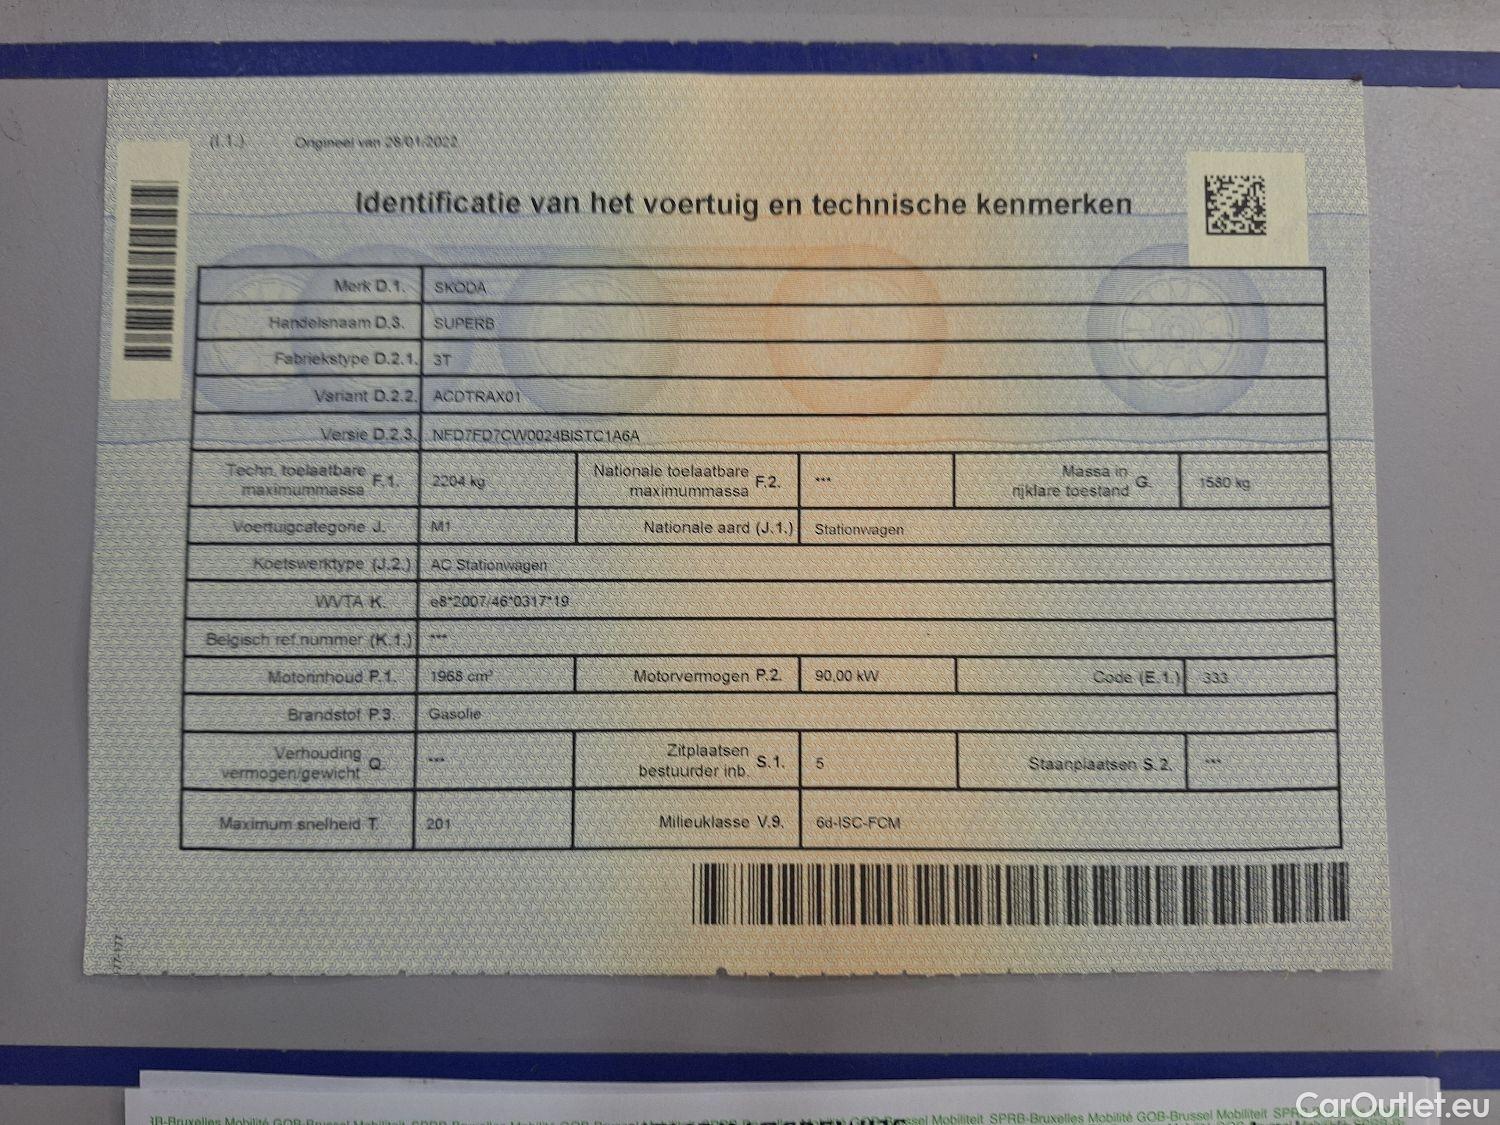 (I.1.) Origineel van 28/01/2022
Identificatie van het voertuig en technische kenmerken
Merk D.1. SKODA
Handelsnaam D.3. SUPERB
Fabriekstype D.2.1. 3T
Variant D.2.2. ACDTRAX01
Versie D.2.3. NFD7FD7CW0024BISTC1A6A
Techn. toelaatbare maximummassa F.1. 2204 kg Nationale toelaatbare maximummassa F.2. *** Massa in rijklare toestand G. 1580 kg
Voertuigcategorie J. M1 Nationale aard (J.1.) Stationwagen
Koetswerktype (J.2.) AC Stationwagen
WVTA K. e8*2007/46*0317*19
Belgisch ref.nummer (K.1.) ***
Motorinhoud P.1. 1968 cm³ Motorvermogen P.2. 90,00 kW Code (E.1.) 333
Brandstof P.3. Gasolie
Verhouding vermogen/gewicht Q. *** Zitplaatsen bestuurder inb. S.1. 5 Staanplaatsen S.2. ***
Maximum snelheid T. 201 Milieuklasse V.9. 6d-ISC-FCM
SPRB-Bruxelles Mobilité GOB-Brussel Mobiliteit
CarOutlet.eu